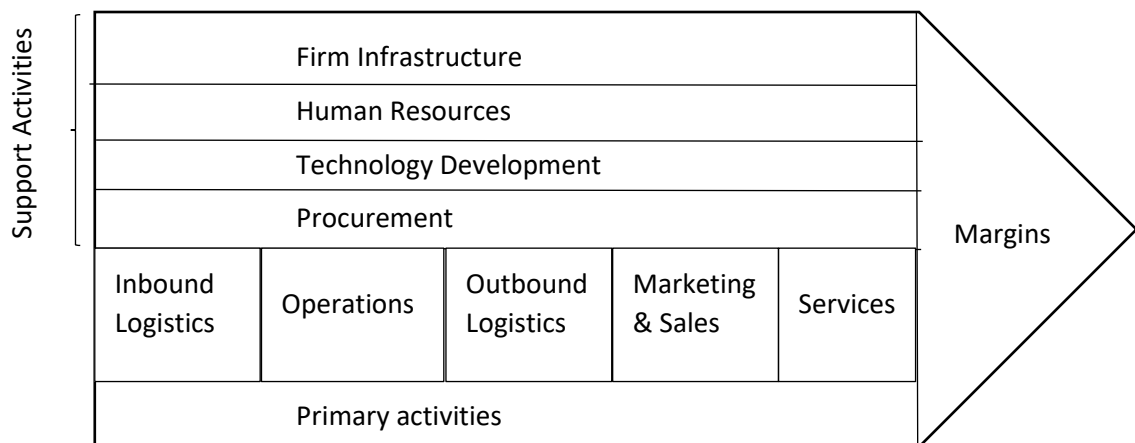 Support Activities
Firm Infrastructure
Human Resources
Technology Development
Procurement
Margins
Inbound
Logistics
Operations
Outbound
Logistics
Marketing
& Sales
Services
Primary activities